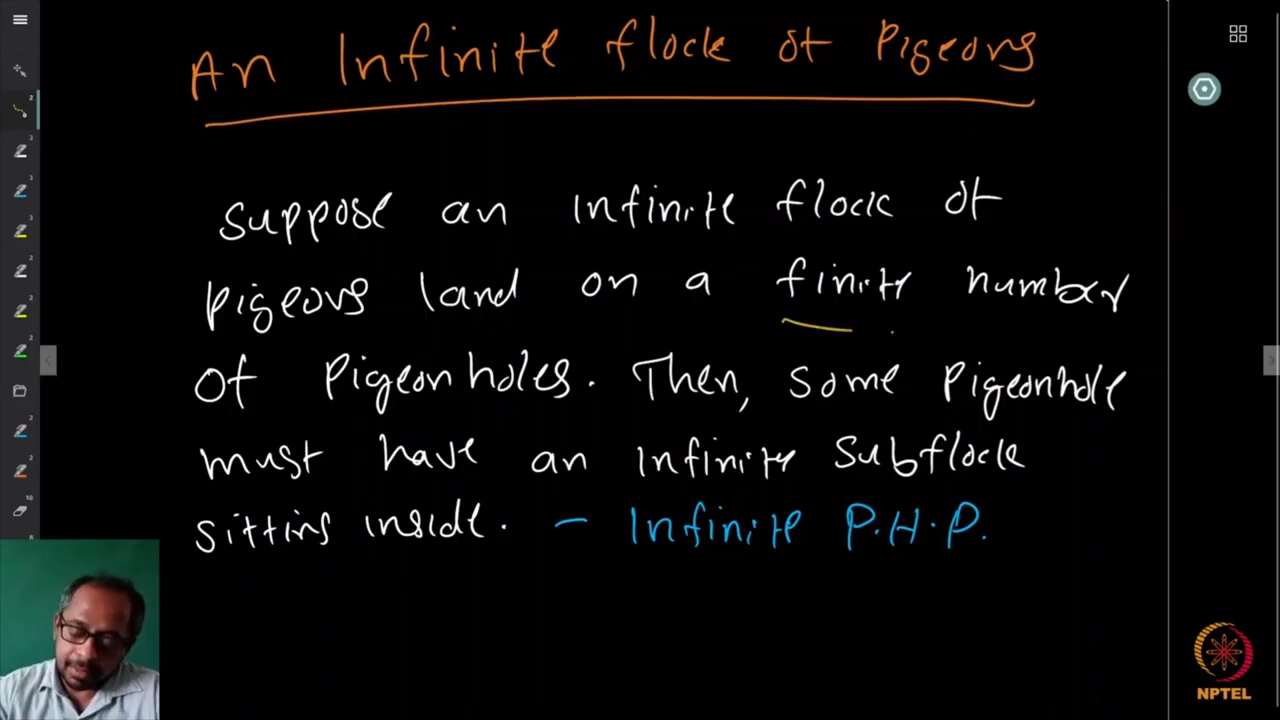 An Infinite flock of Pigeons
Suppose an infinite flock of
pigeons land on a finite number
of Pigeonholes. Then, some Pigeonhole
must have an infinite subflock
sitting inside. - Infinite P.H.P.
NPTEL